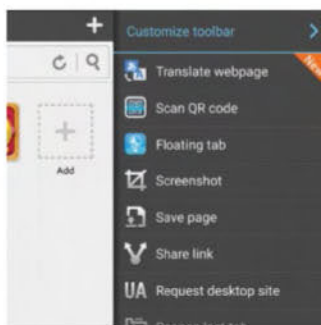 +
Customize toolbar >
New
Translate webpage
Scan QR code
+
Add
Floating tab
Screenshot
Save page
Share link
UA Request desktop site